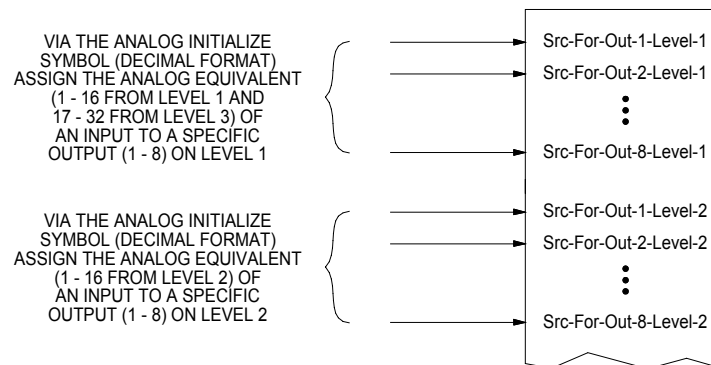 VIA THE ANALOG INITIALIZE
SYMBOL (DECIMAL FORMAT)
ASSIGN THE ANALOG EQUIVALENT
(1 - 16 FROM LEVEL 1 AND
17 - 32 FROM LEVEL 3) OF
AN INPUT TO A SPECIFIC
OUTPUT (1 - 8) ON LEVEL 1
Src-For-Out-1-Level-1
Src-For-Out-2-Level-1
Src-For-Out-8-Level-1
VIA THE ANALOG INITIALIZE
SYMBOL (DECIMAL FORMAT)
ASSIGN THE ANALOG EQUIVALENT
(1 - 16 FROM LEVEL 2) OF
AN INPUT TO A SPECIFIC
OUTPUT (1 - 8) ON LEVEL 2
Src-For-Out-1-Level-2
Src-For-Out-2-Level-2
Src-For-Out-8-Level-2